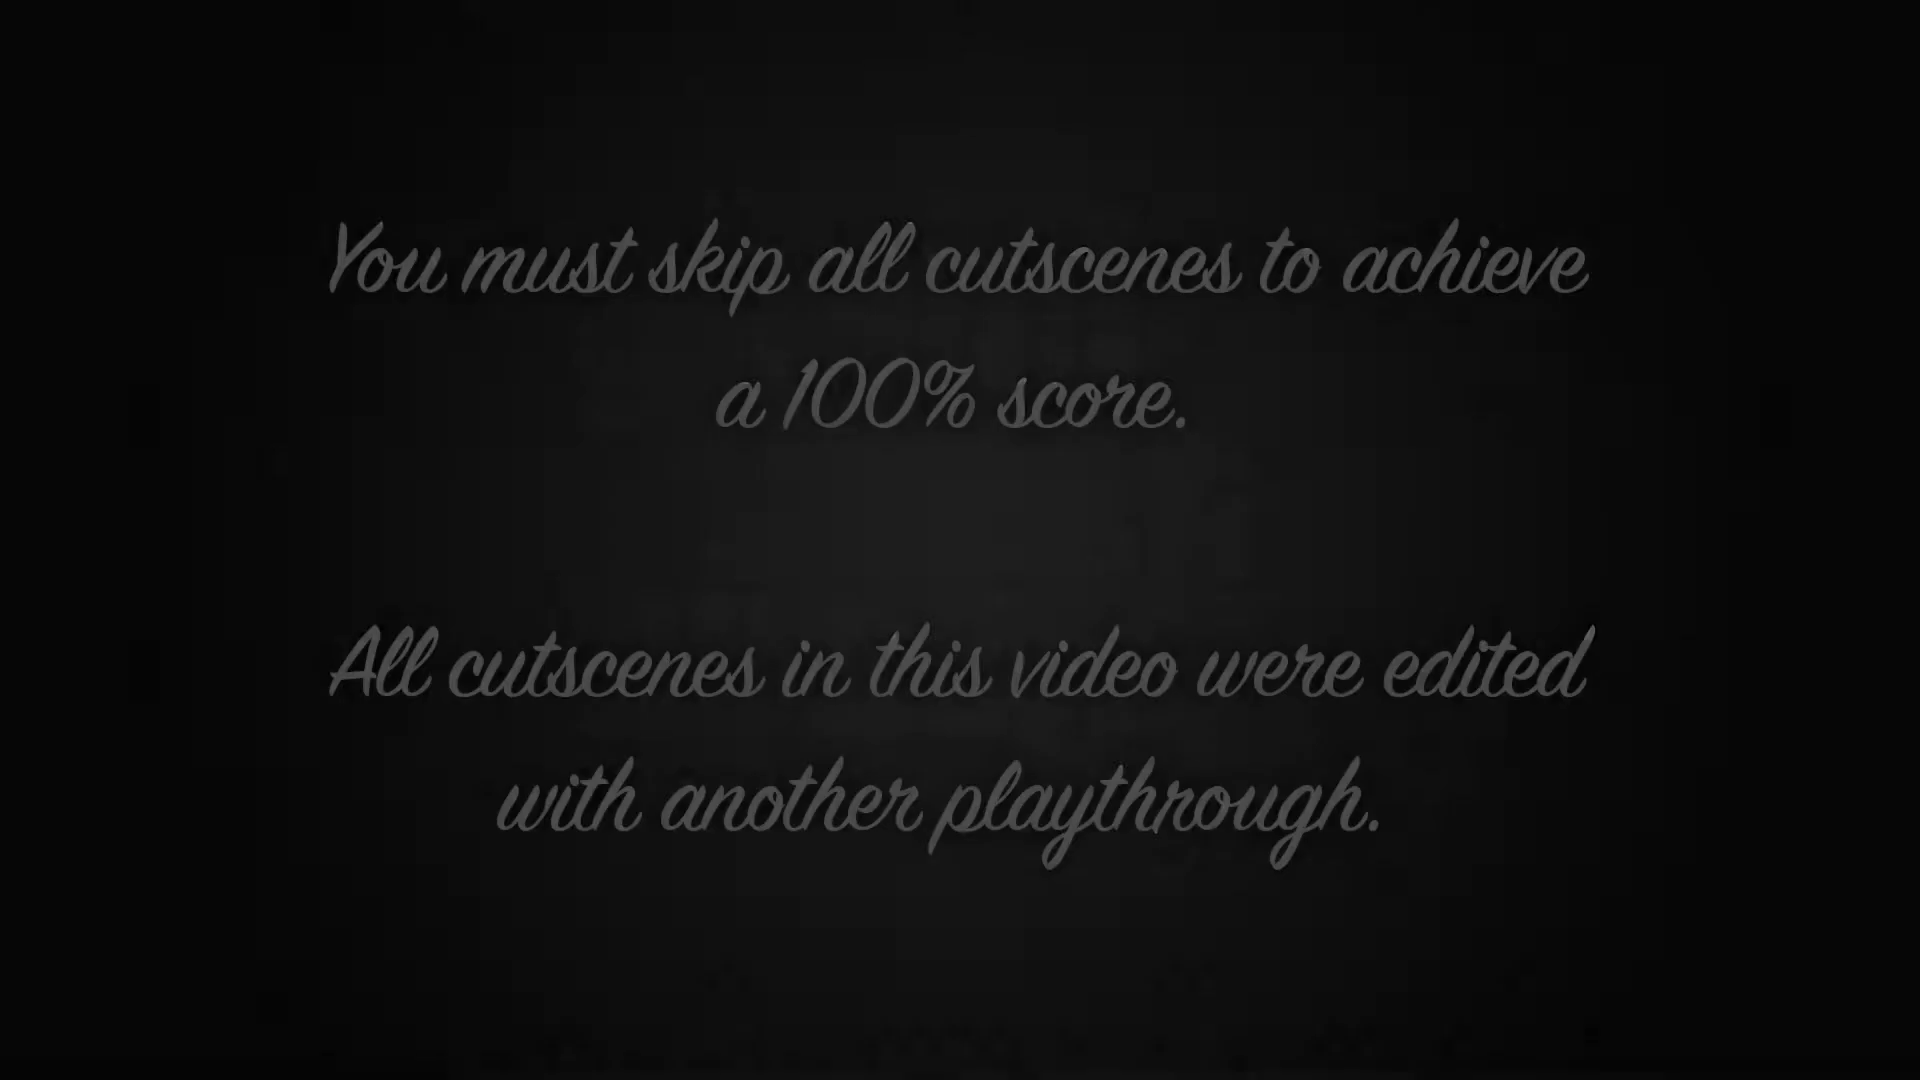 You must skip all cutscenes to achieve
a 100% score.
All cutscenes in this video were edited
with another playthrough.